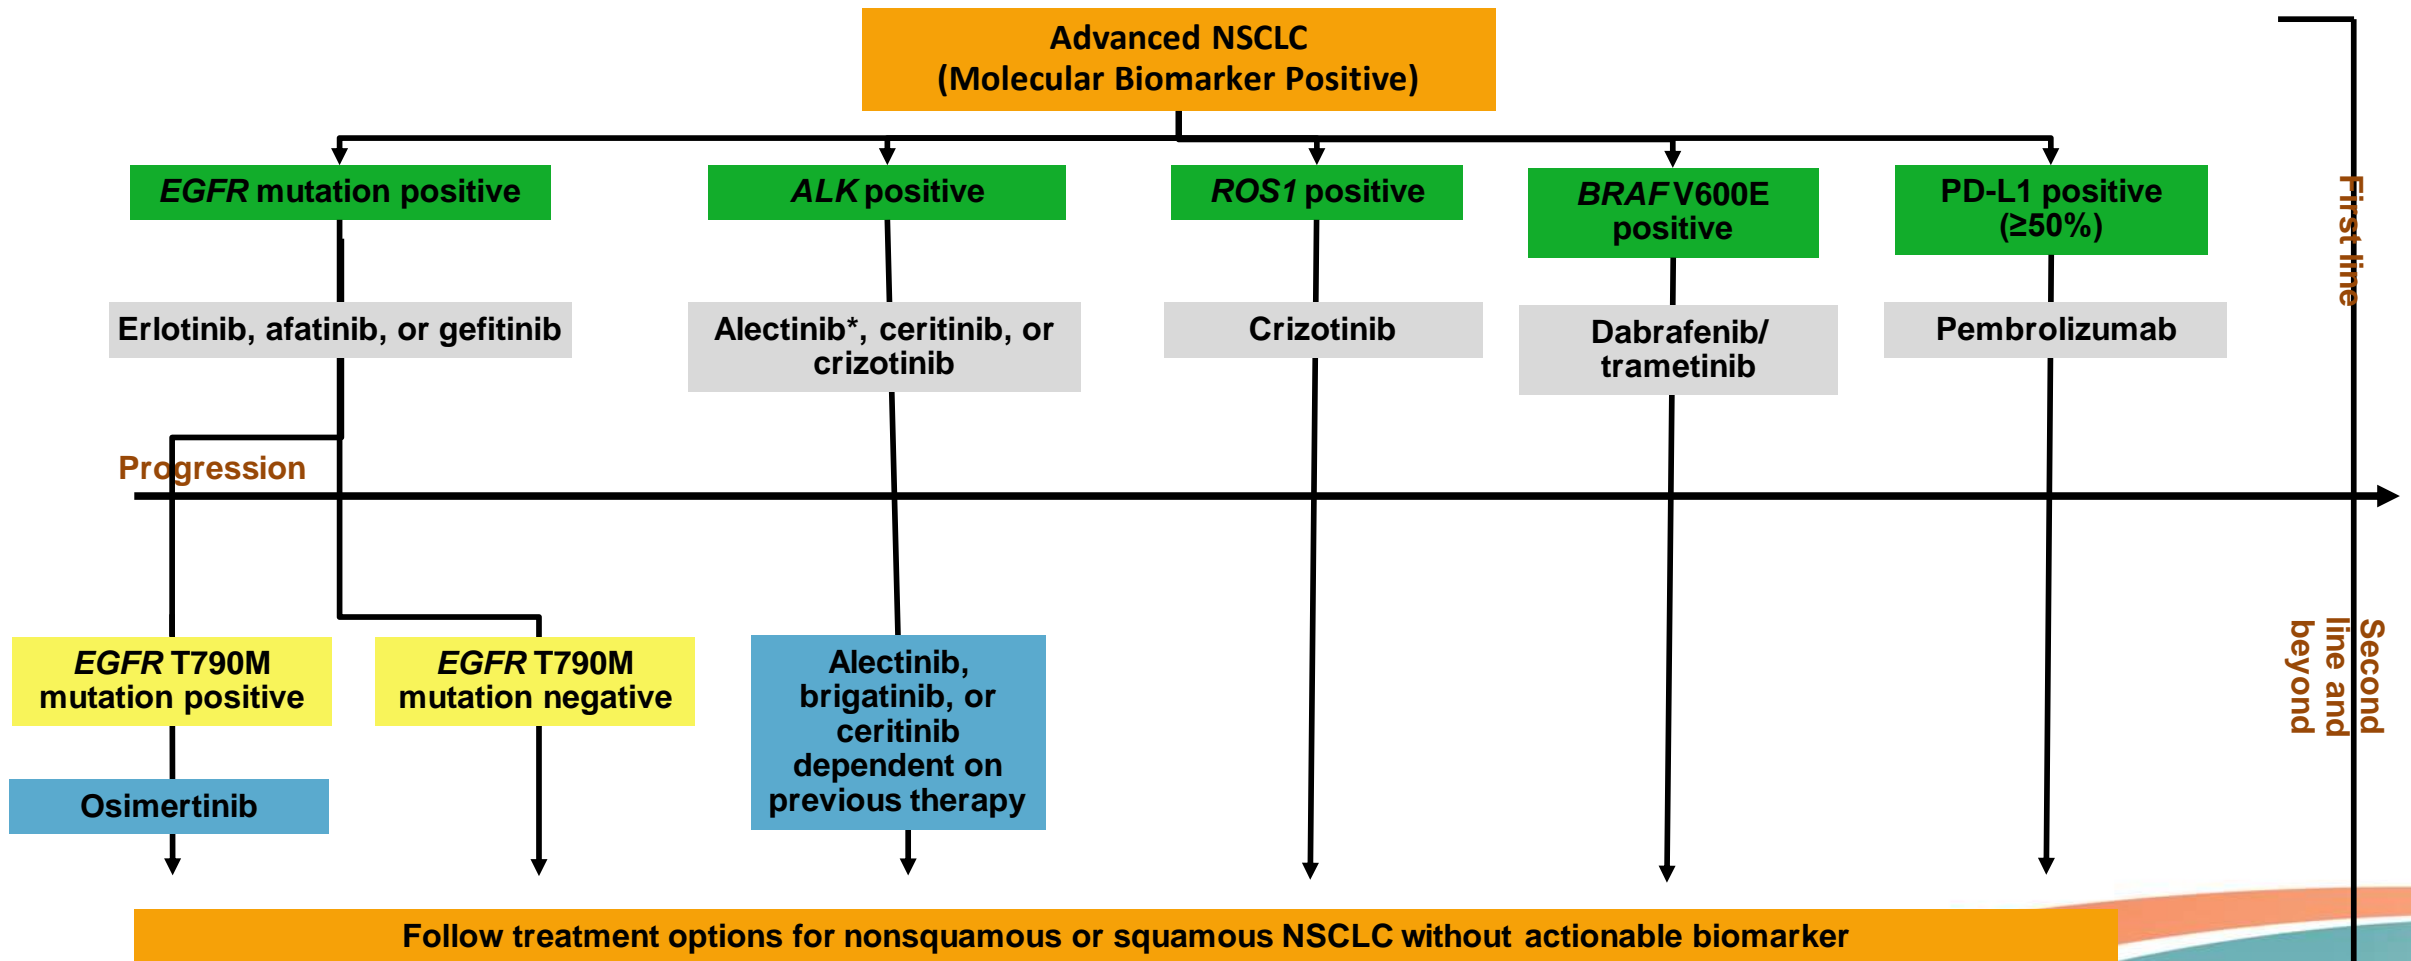 Advanced NSCLC
(Molecular Biomarker Positive)
EGFR mutation positive
ALK positive
ROS1 positive
BRAF V600E
positive
PD-L1 positive
(≥50%)
First line
Erlotinib, afatinib, or gefitinib
Alectinib*, ceritinib, or
crizotinib
Crizotinib
Dabrafenib/
trametinib
Pembrolizumab
Progression
EGFR T790M
mutation positive
EGFR T790M
mutation negative
Alectinib,
brigatinib, or
ceritinib
dependent on
previous therapy
Second
line and
beyond
Osimertinib
Follow treatment options for nonsquamous or squamous NSCLC without actionable biomarker